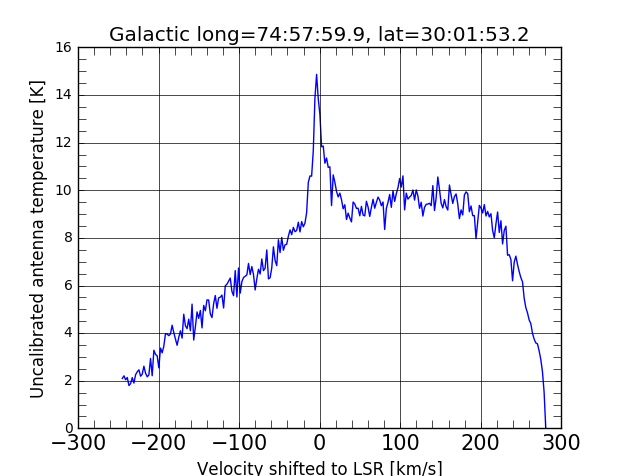 Galactic long=74:57:59.9, lat=30:01:53.2
Uncalibrated antenna temperature [K]
16
14
12
10
8
6
4
2
0
−300 −200 −100 0 100 200 300
Velocity shifted to LSR [km/s]